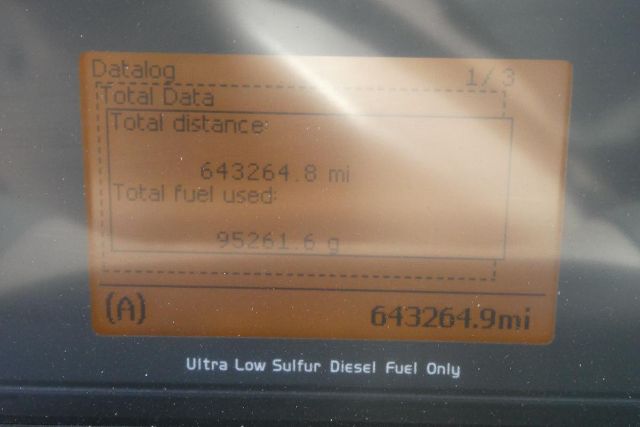 Datalog 1/3
Total Data
Total distance:
643264.8 mi
Total fuel used:
95261.6 g
(A) 643264.9mi
Ultra Low Sulfur Diesel Fuel Only